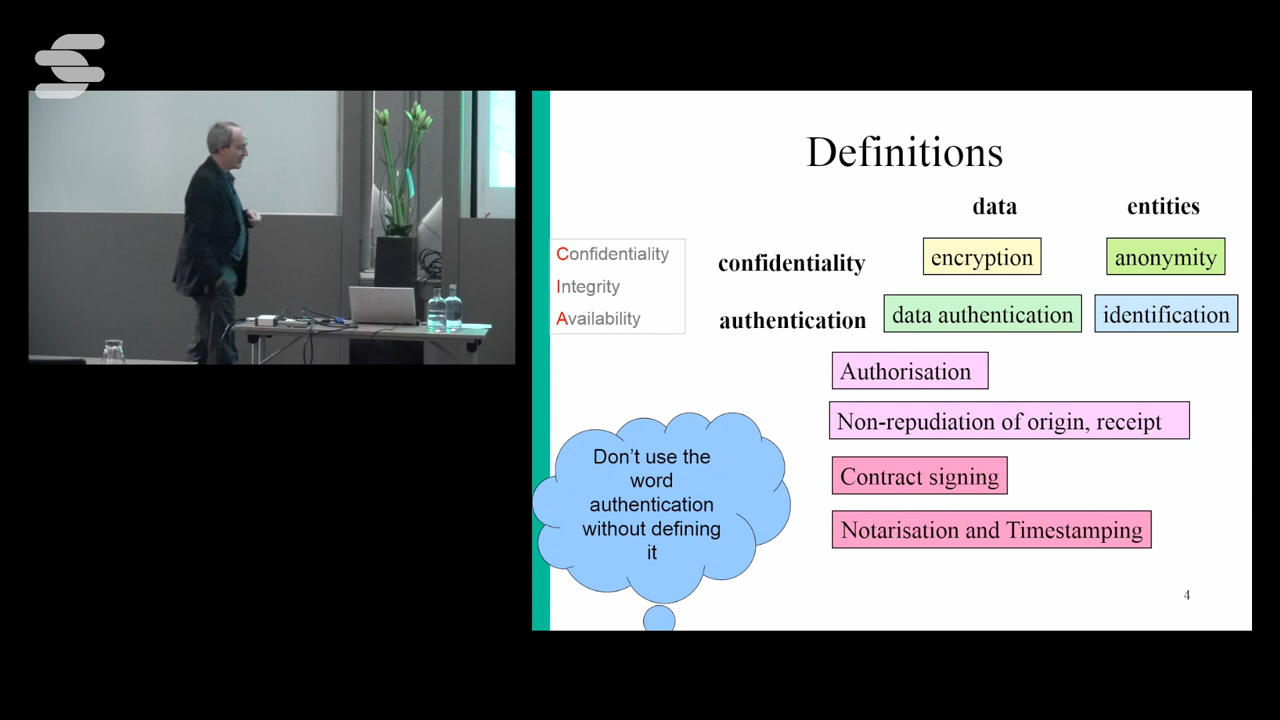 Definitions
data entities
Confidentiality
Integrity
Availability
confidentiality encryption anonymity
authentication data authentication identification
Authorisation
Non-repudiation of origin, receipt
Contract signing
Notarisation and Timestamping
Don’t use the
word
authentication
without defining
it
4